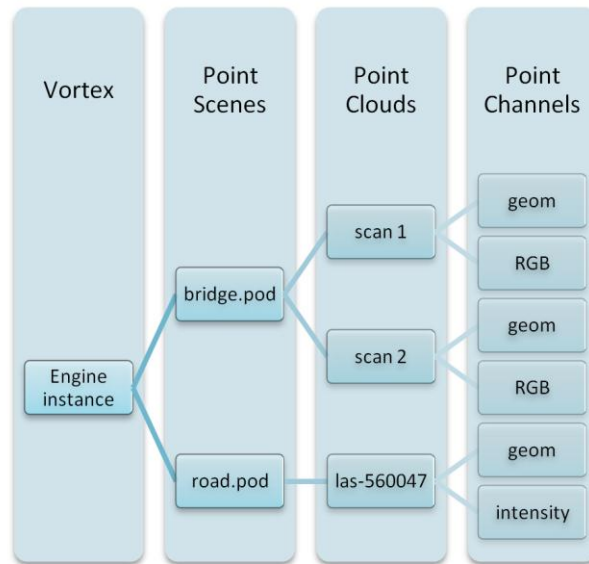 Vortex
Point
Scenes
Point
Clouds
Point
Channels
Engine
instance
bridge.pod
road.pod
scan 1
scan 2
las-560047
geom
RGB
geom
RGB
geom
intensity